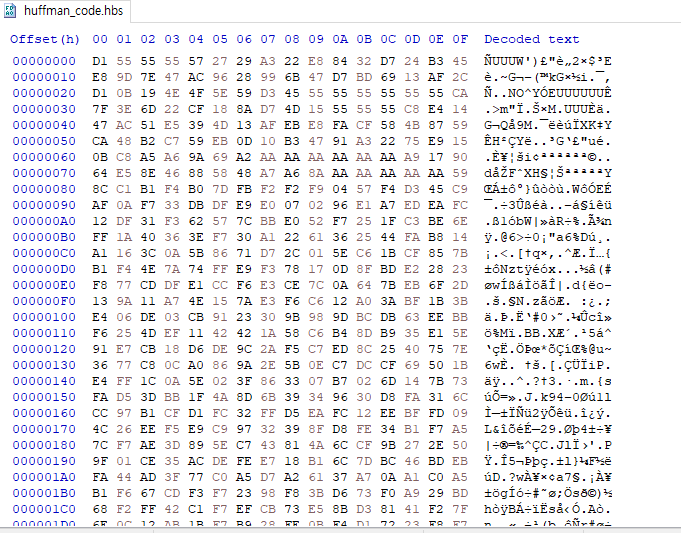 huffman_code.hbs
Offset(h) 00 01 02 03 04 05 06 07 08 09 0A 0B 0C 0D 0E 0F Decoded text
00000000 D1 55 55 55 57 27 29 A3 22 E8 84 32 D7 24 B3 45 ÑUUUW')£"è„2×$³E
00000010 E8 9D 7E 47 AC 96 28 99 6B 47 D7 BD 69 13 AF 2C è.~G¬–(™kG×½i.¯,
00000020 D1 0B 19 4E 4F 5E 59 D3 45 55 55 55 55 55 55 CA Ñ..NO^YÓEUUUUUUÊ
00000030 7F 3E 6D 22 CF 18 8A D7 4D 15 55 55 55 C8 E4 14 .>m"Ï.Š×M.UUUÈä.
00000040 47 AC 51 E5 39 4D 13 AF EB E8 FA CF 58 4B 87 59 G¬Qå9M.¯ëèúÏXK‡Y
00000050 CA 48 B2 C7 59 EB 0D 10 B3 47 91 A3 22 75 E9 15 ÊH²ÇYë..³G‘£"ué.
00000060 0B C8 A5 A6 9A 69 A2 AA AA AA AA AA AA A9 17 90 .È¥¦ši¢ªªªªªª©..
00000070 64 E5 8E 46 88 58 48 A7 A6 8A AA AA AA AA AA 59 dåŽFˆXH§¦ŠªªªªªY
00000080 8C C1 B1 F4 B0 7D FB F2 F2 F9 04 57 F4 D3 45 C9 ŒÁ±ô°}ûòòù.WôÓEÉ
00000090 AF 0A F7 33 DB DF E9 E0 07 02 96 E1 A7 ED EA FC ¯.÷3Ûßéà..–á§íêü
000000A0 12 DF 31 F3 62 57 7C BB E0 52 F7 25 1F C3 BE 6E .ß1óbW|»àR÷%.Ã¾n
000000B0 FF 1A 40 36 3E F7 30 A1 22 61 36 25 44 FA B8 14 ÿ.@6>÷0¡"a6%Dú¸.
000000C0 A1 16 3C 0A 5B 86 71 D7 2C 01 5E C6 1B CF 85 7B ¡.<.[†q×,.^Æ.Ï…{
000000D0 B1 F4 4E 7A 74 FF E9 F3 78 17 0D 8F BD E2 28 23 ±ôNztÿéóx...½â(#
000000E0 F8 77 CD DF E1 CC F6 E3 CE 7C 0A 64 7B EB 6F 2D øwÍßáÌöãÎ|.d{ëo-
000000F0 13 9A 11 A7 4E 15 7A E3 F6 C6 12 A0 3A BF 1B 3B .š.§N.zãöÆ. :¿.;
00000100 E4 06 DE 03 CB 91 23 30 9B 98 9D BC DB 63 EE BB ä.Þ.Ë‘#0›˜.¼Ûcî»
00000110 F6 25 4D EF 11 42 42 1A 58 C6 B4 8D B9 35 E1 5E ö%Mï.BB.XÆ´.¹5á^
00000120 91 E7 CB 18 D6 DE 9C 2A F5 C7 ED 8C 25 40 75 7E ‘çË.ÖÞœ*õÇíŒ%@u~
00000130 36 77 C8 0C A0 86 9A 2E 5B 0E C7 DC CF 69 50 1B 6wÈ. †š.[.ÇÜÏiP.
00000140 E4 FF 1C 0A 5E 02 3F 86 33 07 B7 02 6D 14 7B 73 äÿ..^.?†3.·.m.{s
00000150 FA D5 3D BB 1F 4A 8D 6B 39 34 96 30 D8 FA 31 6C úÕ=».J.k94–0Øú1l
00000160 CC 97 B1 CF D1 FC 32 FF D5 EA FC 12 EE BF FD 09 Ì—±ÏÑü2ÿÕêü.î¿ý.
00000170 4C 26 EE F5 E9 C9 97 32 39 8F D8 FE 34 B1 F7 A5 L&îõéÉ—29.Øþ4±÷¥
00000180 7C F7 AE 3D 89 5E C7 43 81 4A 6C CF 9B 27 2E 50 |÷®=‰^ÇC.JlÏ›'.P
00000190 9F 01 CE 35 AC DE FE E7 18 B1 6C 7D BC 46 BD EB Ÿ.Î5¬Þþç.±l}¼F½ë
000001A0 FA 44 AD 3F 77 C0 A5 D7 A2 61 37 A7 0A A1 C0 A5 úD.?wÀ¥×¢a7§.¡À¥
000001B0 B1 F6 67 CD F3 F7 23 98 F8 3B D6 73 F0 A9 29 BD ±ögÍó÷#˜ø;Ösð©)½
000001C0 68 F2 FF 42 C1 F7 EF CB 73 E5 8B D3 81 41 F2 7F hòÿBÁ÷ïËså‹Ó.Aò.